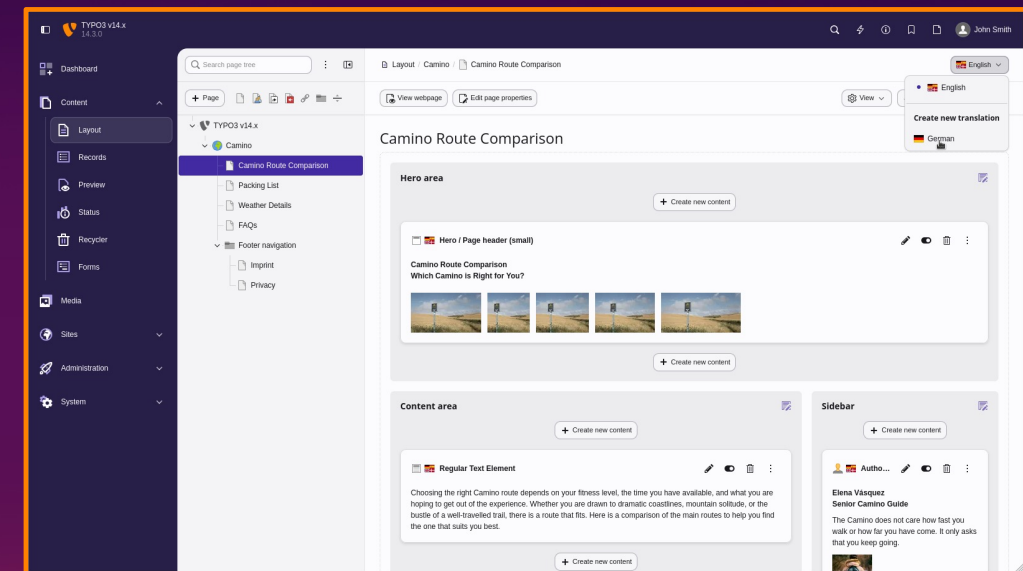 TYPO3 v14.x
14.3.0
John Smith
Dashboard
Content
Layout
Records
Preview
Status
Recycler
Forms
Media
Sites
Administration
System
Search page tree
+ Page
TYPO3 v14.x
Camino
Camino Route Comparison
Packing List
Weather Details
FAQs
Footer navigation
Imprint
Privacy
Layout / Camino / Camino Route Comparison
English
English
Create new translation
German
View webpage
Edit page properties
View
Camino Route Comparison
Hero area
+ Create new content
Hero / Page header (small)
Camino Route Comparison
Which Camino is Right for You?
+ Create new content
Content area
+ Create new content
Regular Text Element
Choosing the right Camino route depends on your fitness level, the time you have available, and what you are
hoping to get out of the experience. Whether you are drawn to dramatic coastlines, mountain solitude, or the
bustle of a well-travelled trail, there is a route that fits. Here is a comparison of the main routes to help you find
the one that suits you best.
+ Create new content
Sidebar
+ Create new content
Autho...
Elena Vásquez
Senior Camino Guide
The Camino does not care how fast you
walk or how far you have come. It only asks
that you keep going.